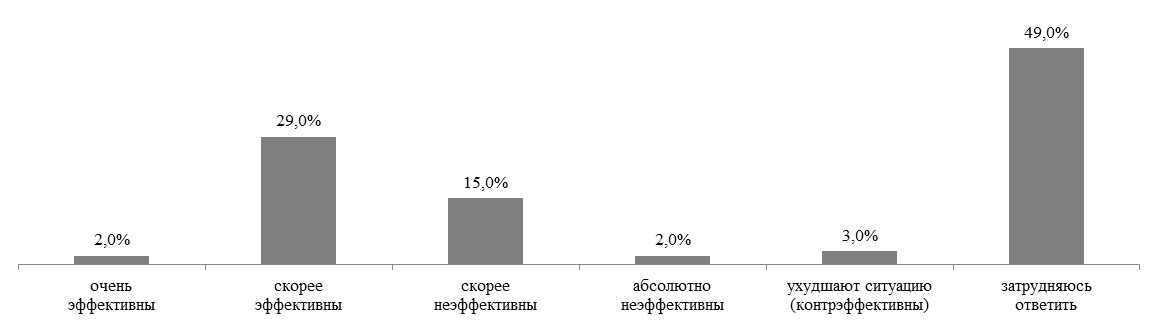 49,0%
29,0%
15,0%
2,0%
2,0%
3,0%
очень
эффективны
скорее
эффективны
скорее
неэффективны
абсолютно
неэффективны
ухудшают ситуацию
(контрэффективны)
затрудняюсь
ответить